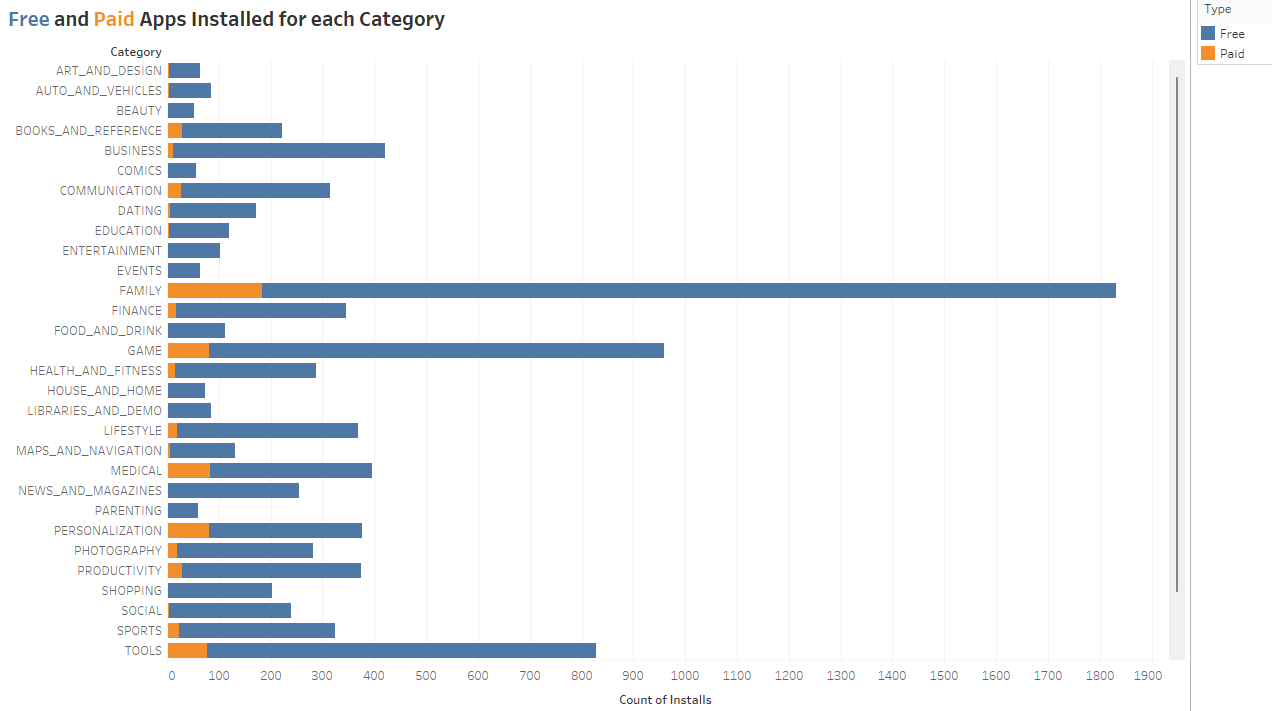 Free and Paid Apps Installed for each Category
Type
Free
Paid
Category
ART_AND_DESIGN
AUTO_AND_VEHICLES
BEAUTY
BOOKS_AND_REFERENCE
BUSINESS
COMICS
COMMUNICATION
DATING
EDUCATION
ENTERTAINMENT
EVENTS
FAMILY
FINANCE
FOOD_AND_DRINK
GAME
HEALTH_AND_FITNESS
HOUSE_AND_HOME
LIBRARIES_AND_DEMO
LIFESTYLE
MAPS_AND_NAVIGATION
MEDICAL
NEWS_AND_MAGAZINES
PARENTING
PERSONALIZATION
PHOTOGRAPHY
PRODUCTIVITY
SHOPPING
SOCIAL
SPORTS
TOOLS
0 100 200 300 400 500 600 700 800 900 1000 1100 1200 1300 1400 1500 1600 1700 1800 1900
Count of Installs